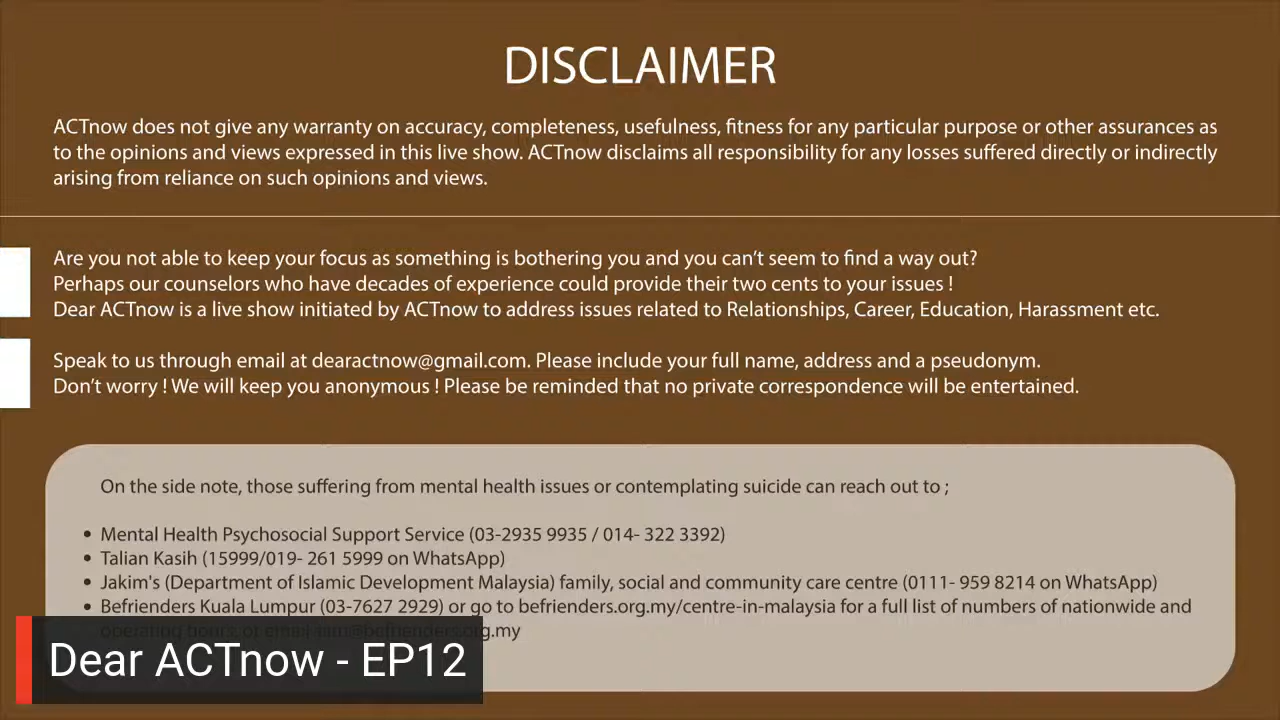 DISCLAIMER
ACTnow does not give any warranty on accuracy, completeness, usefulness, fitness for any particular purpose or other assurances as
to the opinions and views expressed in this live show. ACTnow disclaims all responsibility for any losses suffered directly or indirectly
arising from reliance on such opinions and views.
Are you not able to keep your focus as something is bothering you and you can't seem to find a way out?
Perhaps our counselors who have decades of experience could provide their two cents to your issues !
Dear ACTnow is a live show initiated by ACTnow to address issues related to Relationships, Career, Education, Harassment etc.
Speak to us through email at dearactnow@gmail.com. Please include your full name, address and a pseudonym.
Don't worry ! We will keep you anonymous ! Please be reminded that no private correspondence will be entertained.
On the side note, those suffering from mental health issues or contemplating suicide can reach out to ;
• Mental Health Psychosocial Support Service (03-2935 9935 / 014- 322 3392)
• Talian Kasih (15999/019- 261 5999 on WhatsApp)
• Jakim's (Department of Islamic Development Malaysia) family, social and community care centre (0111- 959 8214 on WhatsApp)
• Befrienders Kuala Lumpur (03-7627 2929) or go to befrienders.org.my/centre-in-malaysia for a full list of numbers of nationwide and
operating hours, or email sam@befrienders.org.my
Dear ACTnow - EP12